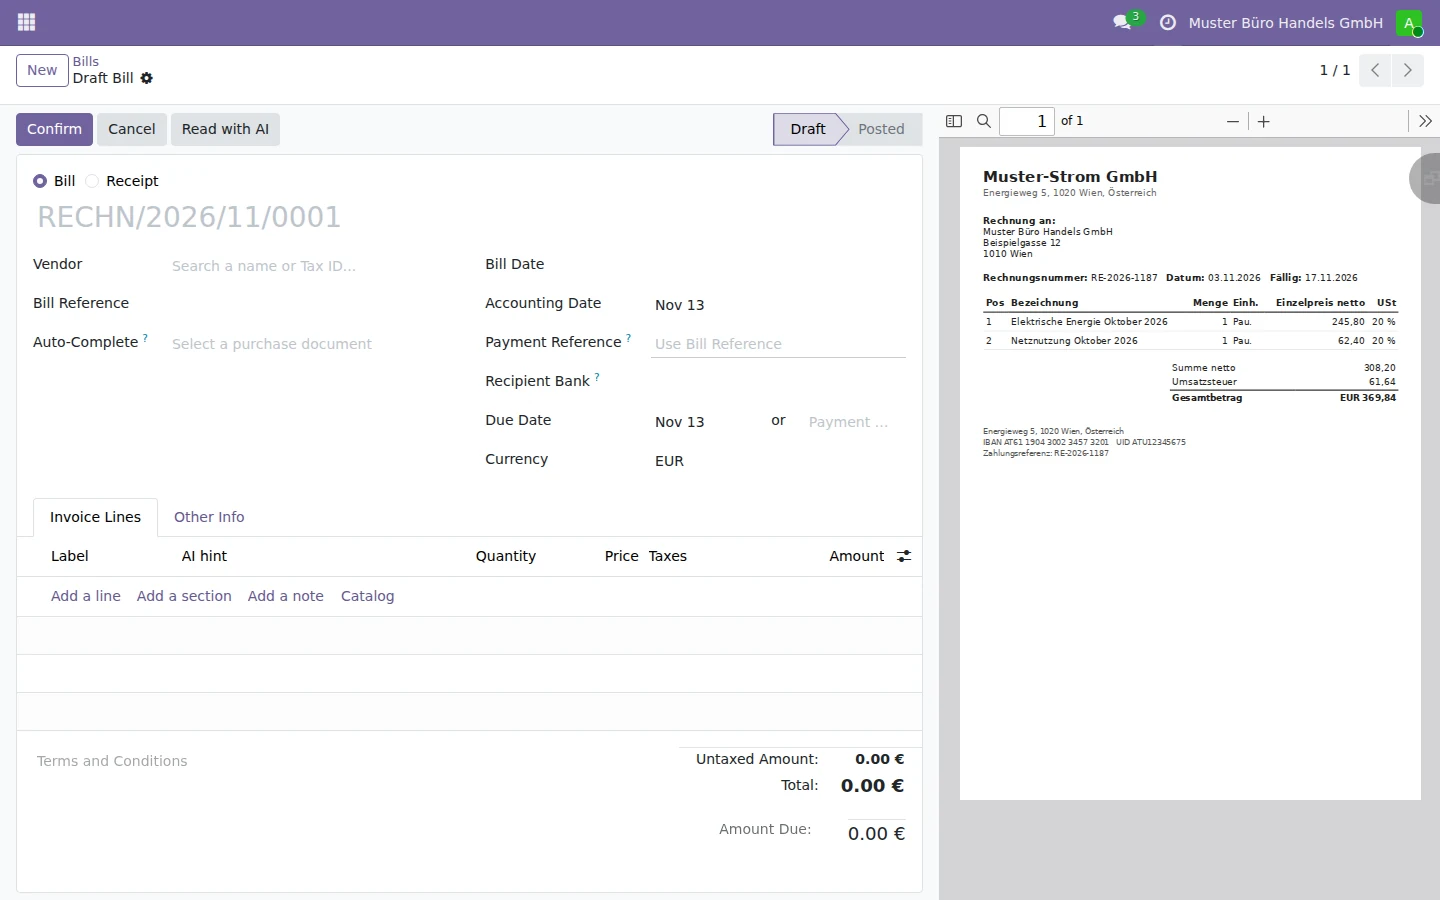 3 Muster Büro Handels GmbH A
New Bills
Draft Bill
1 / 1
Confirm Cancel Read with AI Draft Posted
Bill Receipt
RECHN/2026/11/0001
Vendor Search a name or Tax ID...
Bill Reference
Auto-Complete ? Select a purchase document
Bill Date
Accounting Date Nov 13
Payment Reference ? Use Bill Reference
Recipient Bank ?
Due Date Nov 13 or Payment ...
Currency EUR
Invoice Lines Other Info
Label AI hint Quantity Price Taxes Amount
Add a line Add a section Add a note Catalog
Terms and Conditions
Untaxed Amount: 0.00 €
Total: 0.00 €
Amount Due: 0.00 €
1 of 1
Muster-Strom GmbH
Energieweg 5, 1020 Wien, Österreich
Rechnung an:
Muster Büro Handels GmbH
Beispielgasse 12
1010 Wien
Rechnungsnummer: RE-2026-1187 Datum: 03.11.2026 Fällig: 17.11.2026
Pos Bezeichnung Menge Einh. Einzelpreis netto USt
1 Elektrische Energie Oktober 2026 1 Pau. 245,80 20 %
2 Netznutzung Oktober 2026 1 Pau. 62,40 20 %
Summe netto 308,20
Umsatzsteuer 61,64
Gesamtbetrag EUR 369,84
Energieweg 5, 1020 Wien, Österreich
IBAN AT61 1904 3002 3457 3201 UID ATU12345675
Zahlungsreferenz: RE-2026-1187